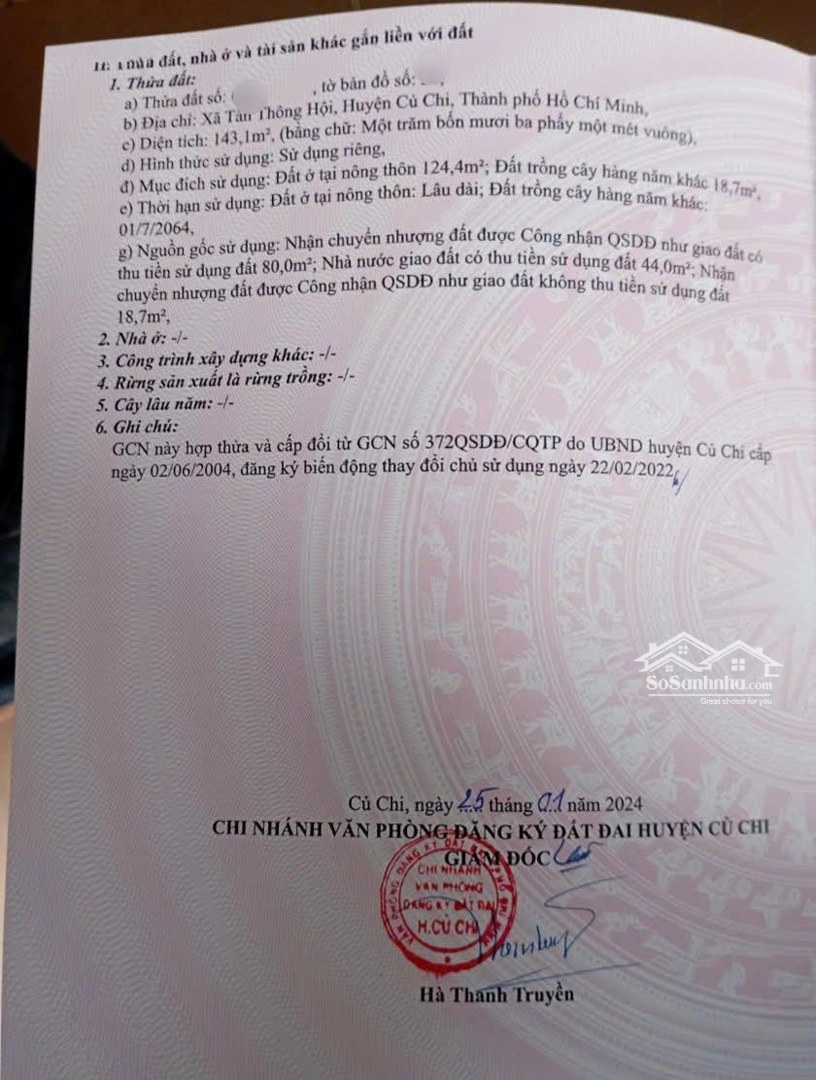 thửa đất, nhà ở và tài sản khác gắn liền với đất
1. Thửa đất:
a) Thửa đất số: , tờ bản đồ số: ,
b) Địa chỉ: Xã Tân Thông Hội, Huyện Củ Chi, Thành phố Hồ Chí Minh,
c) Diện tích: 143,1m², (bằng chữ: Một trăm bốn mươi ba phẩy một mét vuông),
d) Hình thức sử dụng: Sử dụng riêng,
đ) Mục đích sử dụng: Đất ở tại nông thôn 124,4m²; Đất trồng cây hàng năm khác 18,7m²,
e) Thời hạn sử dụng: Đất ở tại nông thôn: Lâu dài; Đất trồng cây hàng năm khác:
01/7/2064,
g) Nguồn gốc sử dụng: Nhận chuyển nhượng đất được Công nhận QSDĐ như giao đất có
thu tiền sử dụng đất 80,0m²; Nhà nước giao đất có thu tiền sử dụng đất 44,0m²; Nhận
chuyển nhượng đất được Công nhận QSDĐ như giao đất không thu tiền sử dụng đất
18,7m²,
2. Nhà ở: -/-
3. Công trình xây dựng khác: -/-
4. Rừng sản xuất là rừng trồng: -/-
5. Cây lâu năm: -/-
6. Ghi chú:
GCN này hợp thửa và cấp đổi từ GCN số 372QSDĐ/CQTP do UBND huyện Củ Chi cấp
ngày 02/06/2004, đăng ký biến động thay đổi chủ sử dụng ngày 22/02/2022
SoSanhnha.com
Great choice for you
Củ Chi, ngày 25 tháng 01 năm 2024
CHI NHÁNH VĂN PHÒNG ĐĂNG KÝ ĐẤT ĐAI HUYỆN CỦ CHI
GIÁM ĐỐC
CHI NHÁNH
VĂN PHÒNG
ĐĂNG KÝ ĐẤT ĐAI
H.CỦ CHI
Hà Thanh Truyền